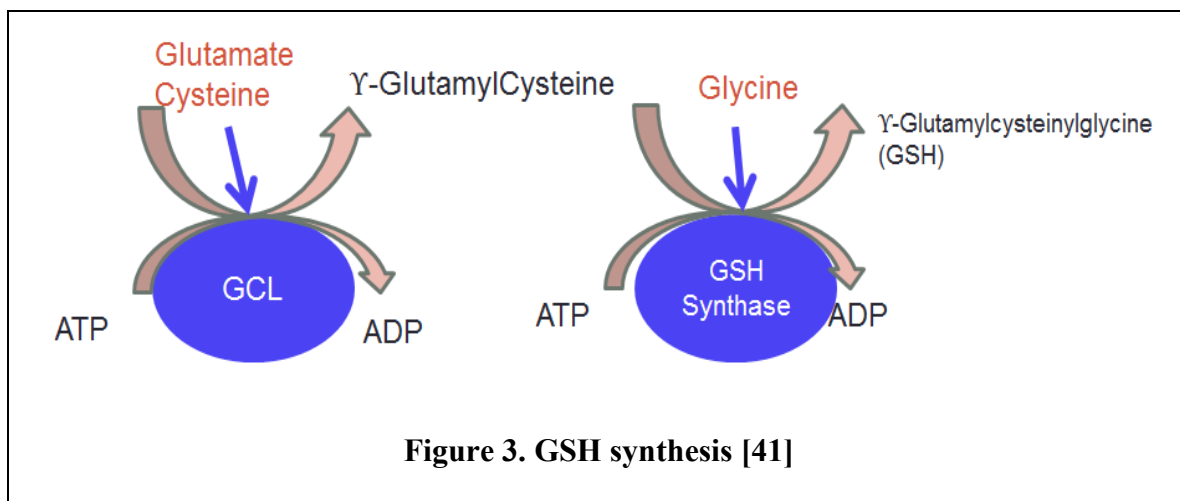 Glutamate
Cysteine
ϒ-GlutamylCysteine
GCL
ATP
ADP
Glycine
ϒ-Glutamylcysteinylglycine
(GSH)
GSH
Synthase
ATP
ADP
Figure 3. GSH synthesis [41]